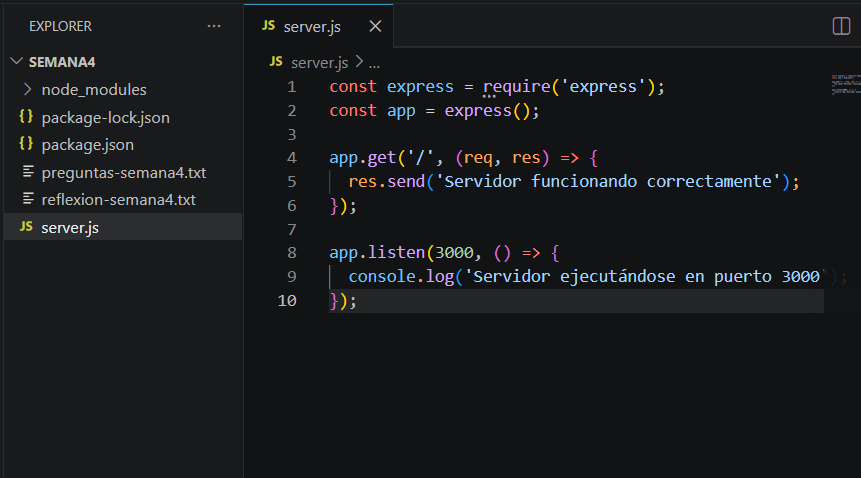 EXPLORER
...
SEMANA4
node_modules
{} package-lock.json
{} package.json
preguntas-semana4.txt
reflexion-semana4.txt
JS server.js
JS server.js
JS server.js > ...
1 const express = require('express');
2 const app = express();
3
4 app.get('/', (req, res) => {
5 res.send('Servidor funcionando correctamente');
6 });
7
8 app.listen(3000, () => {
9 console.log('Servidor ejecutándose en puerto 3000');
10 });